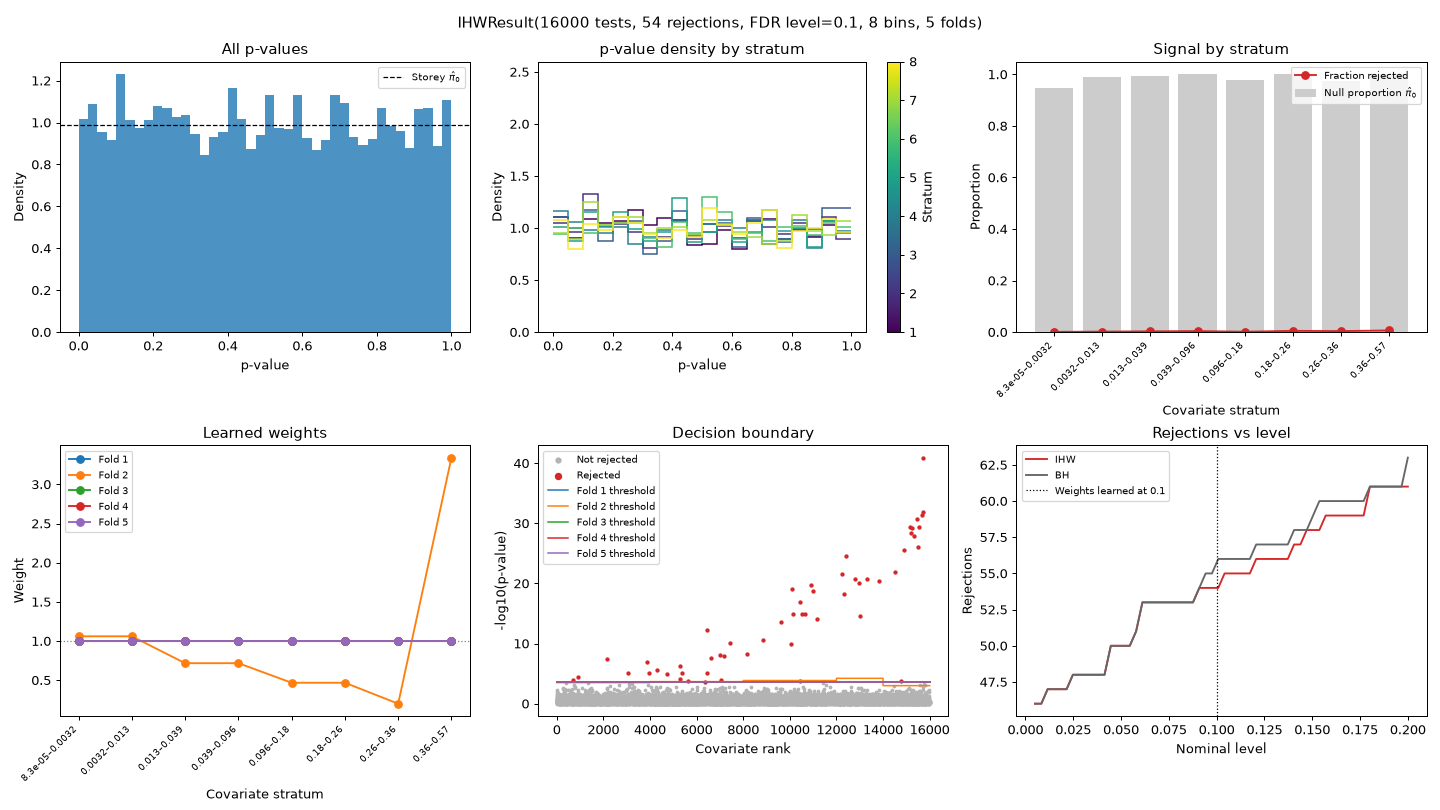 IHWResult(16000 tests, 54 rejections, FDR level=0.1, 8 bins, 5 folds)
All p-values
Storey π̂₀
Density
1.2
1.0
0.8
0.6
0.4
0.2
0.0
0.0 0.2 0.4 0.6 0.8 1.0
p-value
p-value density by stratum
Density
2.5
2.0
1.5
1.0
0.5
0.0
0.0 0.2 0.4 0.6 0.8 1.0
p-value
8
7
6
5
4
3
2
1
Stratum
Signal by stratum
Fraction rejected
Null proportion π̂₀
Proportion
1.0
0.8
0.6
0.4
0.2
0.0
8.3e-05–0.0032
0.0032–0.013
0.013–0.039
0.039–0.096
0.096–0.18
0.18–0.26
0.26–0.36
0.36–0.57
Covariate stratum
Learned weights
Fold 1
Fold 2
Fold 3
Fold 4
Fold 5
Weight
3.0
2.5
2.0
1.5
1.0
0.5
8.3e-05–0.0032
0.0032–0.013
0.013–0.039
0.039–0.096
0.096–0.18
0.18–0.26
0.26–0.36
0.36–0.57
Covariate stratum
Decision boundary
Not rejected
Rejected
Fold 1 threshold
Fold 2 threshold
Fold 3 threshold
Fold 4 threshold
Fold 5 threshold
-log10(p-value)
40
30
20
10
0
0 2000 4000 6000 8000 10000 12000 14000 16000
Covariate rank
Rejections vs level
IHW
BH
Weights learned at 0.1
Rejections
62.5
60.0
57.5
55.0
52.5
50.0
47.5
0.000 0.025 0.050 0.075 0.100 0.125 0.150 0.175 0.200
Nominal level